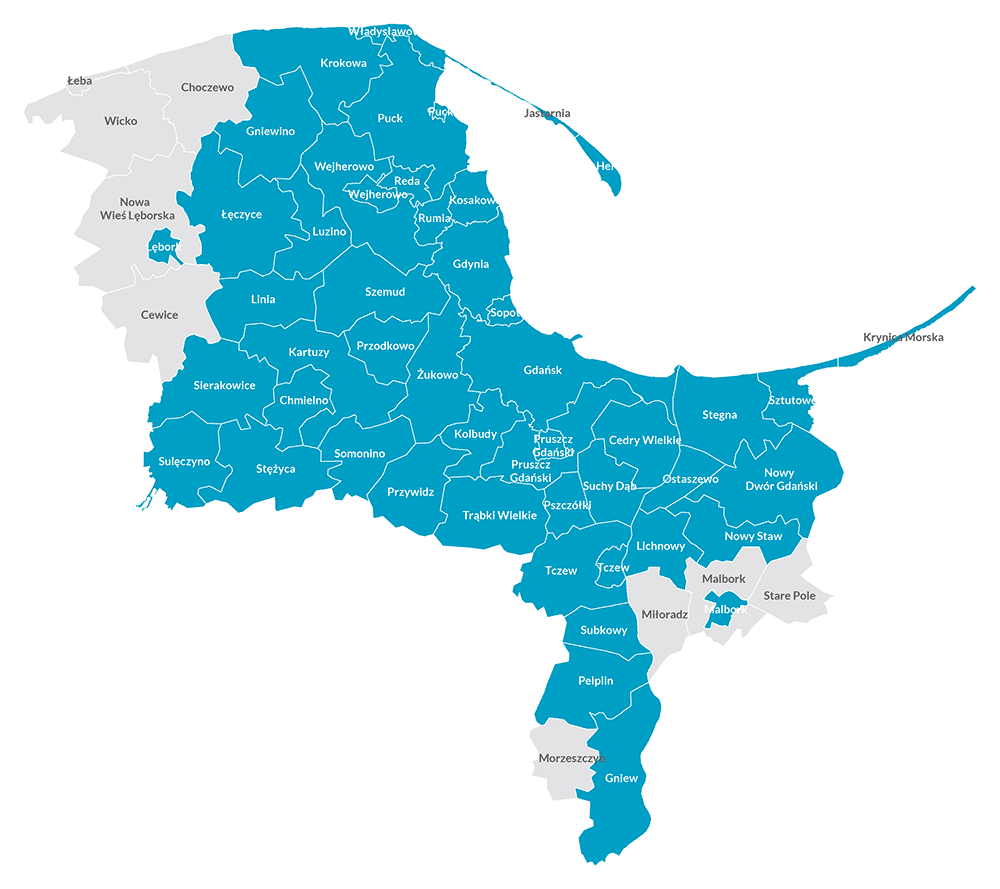 Władysławowo
Krokowa
Łeba
Choczewo
Wicko
Puck
Puck
Jastarnia
Gniewino
Wejherowo
Hel
Reda
Wejherowo
Kosakowo
Nowa
Wieś Lęborska
Łęczyce
Rumia
Luzino
Lębork
Gdynia
Szemud
Linia
Cewice
Sopot
Krynica Morska
Przodkowo
Kartuzy
Gdańsk
Żukowo
Sierakowice
Chmielno
Sztutowo
Stegna
Kolbudy
Pruszcz
Gdański
Cedry Wielkie
Somonino
Sulęczyno
Stężyca
Pruszcz
Gdański
Nowy
Dwór Gdański
Ostaszewo
Suchy Dąb
Przywidz
Pszczółki
Trąbki Wielkie
Nowy Staw
Lichnowy
Tczew
Tczew
Malbork
Stare Pole
Malbork
Miłoradz
Subkowy
Pelplin
Morzeszczyn
Gniew